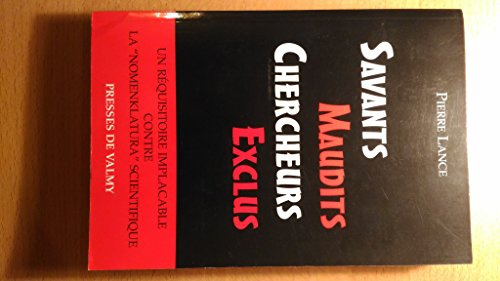 PIERRE LANCE
SAVANTS
MAUDITS
CHERCHEURS
EXCLUS
UN RÉQUISITOIRE IMPLACABLE
CONTRE
LA "NOMENKLATURA" SCIENTIFIQUE
PRESSES DE VALMY